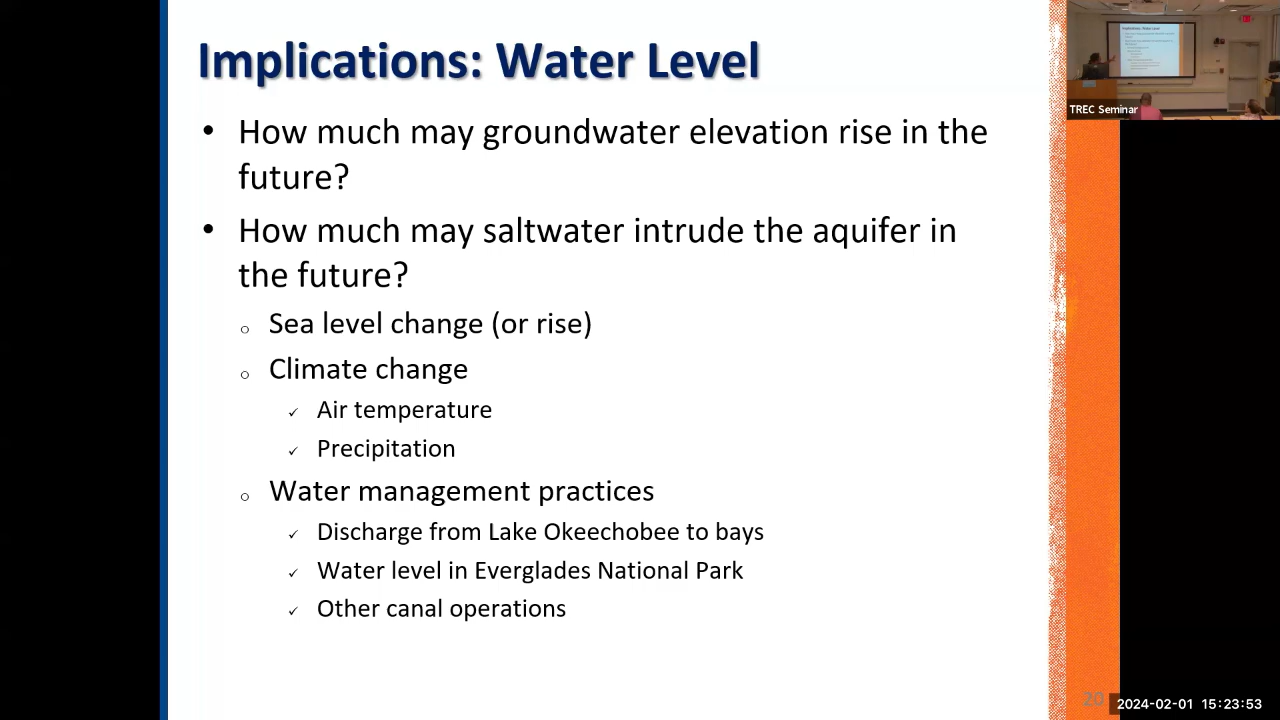 Implications: Water Level
• How much may groundwater elevation rise in the
future?
• How much may saltwater intrude the aquifer in
the future?
○ Sea level change (or rise)
○ Climate change
✓ Air temperature
✓ Precipitation
○ Water management practices
✓ Discharge from Lake Okeechobee to bays
✓ Water level in Everglades National Park
✓ Other canal operations
TREC Seminar
20
2024-02-01 15:23:53